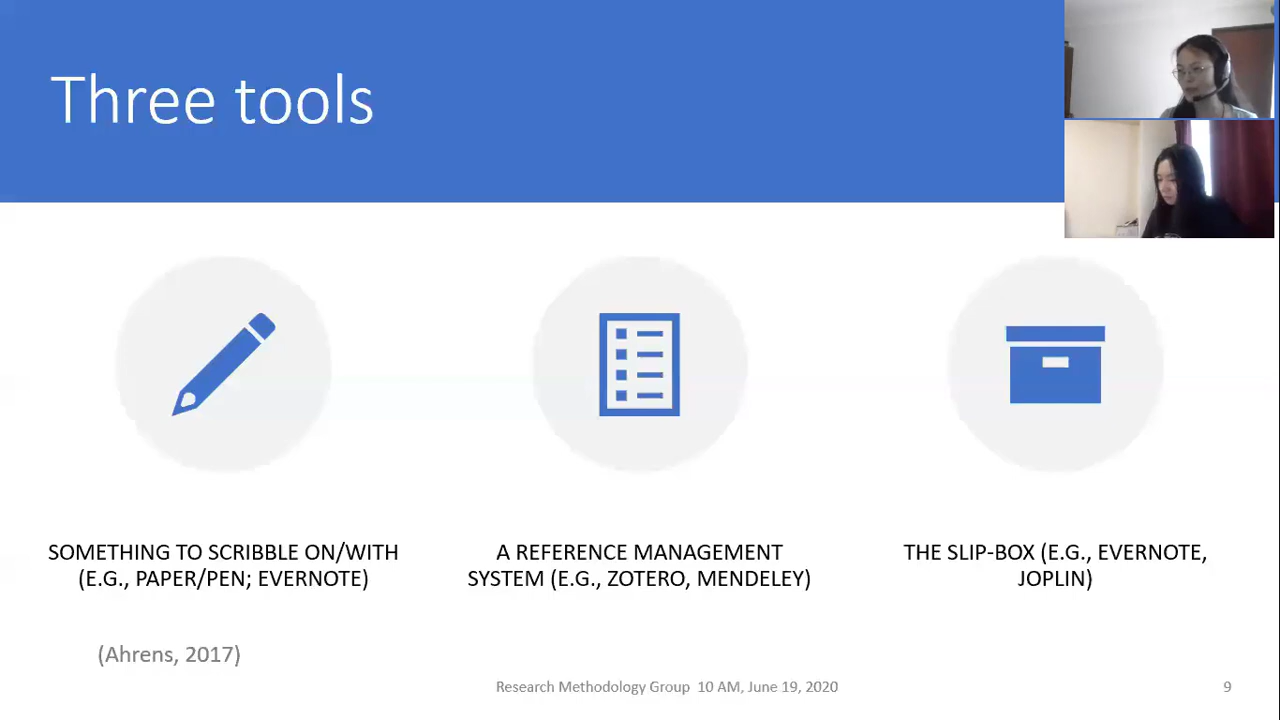 Three tools
SOMETHING TO SCRIBBLE ON/WITH
(E.G., PAPER/PEN; EVERNOTE)
A REFERENCE MANAGEMENT
SYSTEM (E.G., ZOTERO, MENDELEY)
THE SLIP-BOX (E.G., EVERNOTE,
JOPLIN)
(Ahrens, 2017)
Research Methodology Group 10 AM, June 19, 2020
9